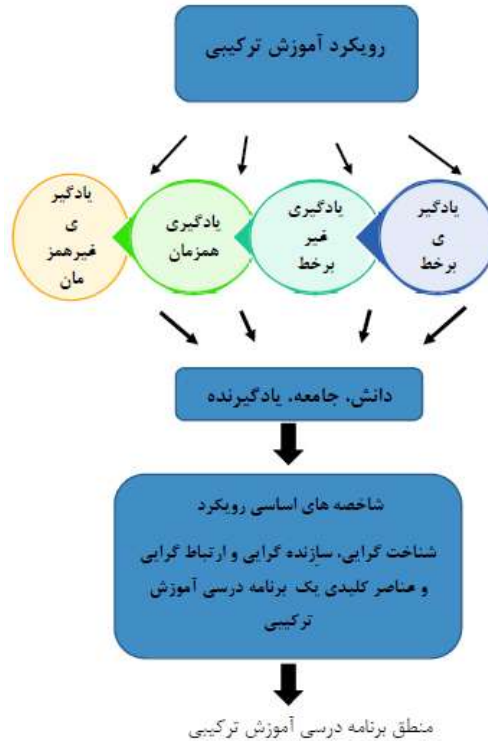 رویکرد آموزش ترکیبی
یادگیر
ی
برخط
یادگیری
غیر
برخط
یادگیری
همزمان
یادگیر
ی
غیرهمز
مان
دانش، جامعه، یادگیرنده
شاخصه های اساسی رویکرد
شناخت گرایی، سازنده گرایی و ارتباط گرایی
و عناصر کلیدی یک برنامه درسی آموزش
ترکیبی
منطق برنامه درسی آموزش ترکیبی